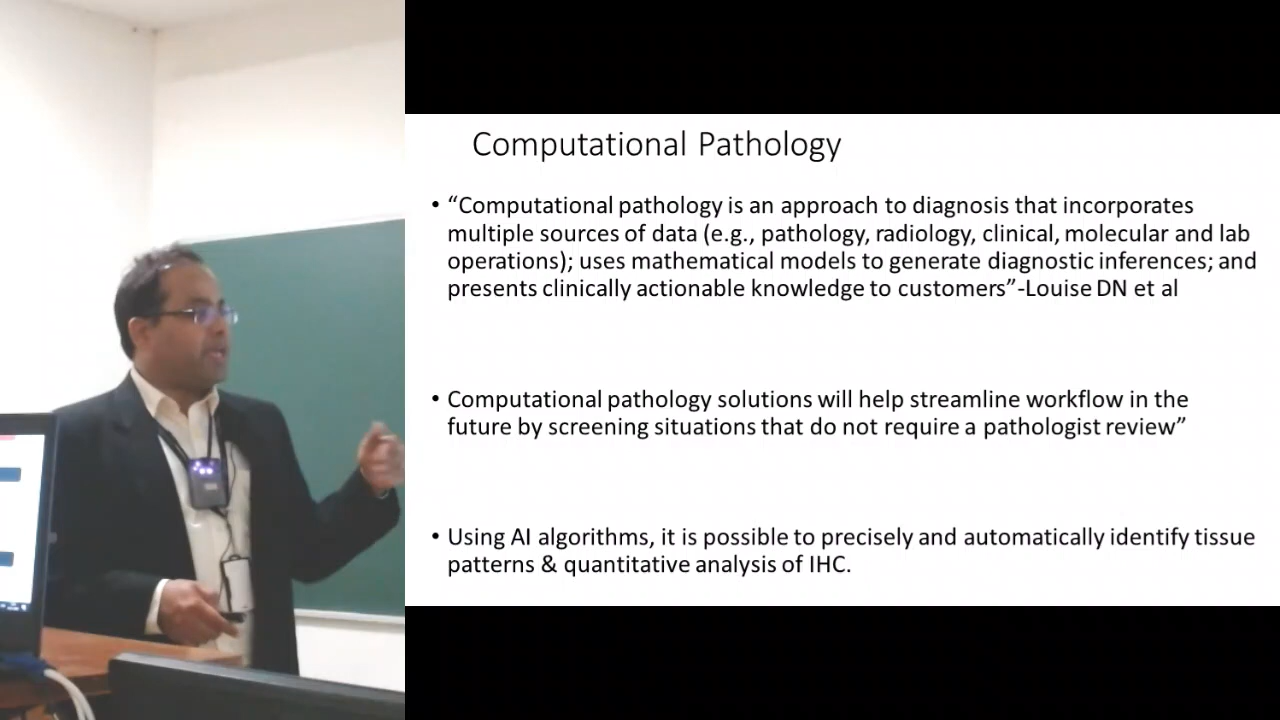 Computational Pathology
• “Computational pathology is an approach to diagnosis that incorporates
multiple sources of data (e.g., pathology, radiology, clinical, molecular and lab
operations); uses mathematical models to generate diagnostic inferences; and
presents clinically actionable knowledge to customers”-Louise DN et al
• Computational pathology solutions will help streamline workflow in the
future by screening situations that do not require a pathologist review”
• Using AI algorithms, it is possible to precisely and automatically identify tissue
patterns & quantitative analysis of IHC.